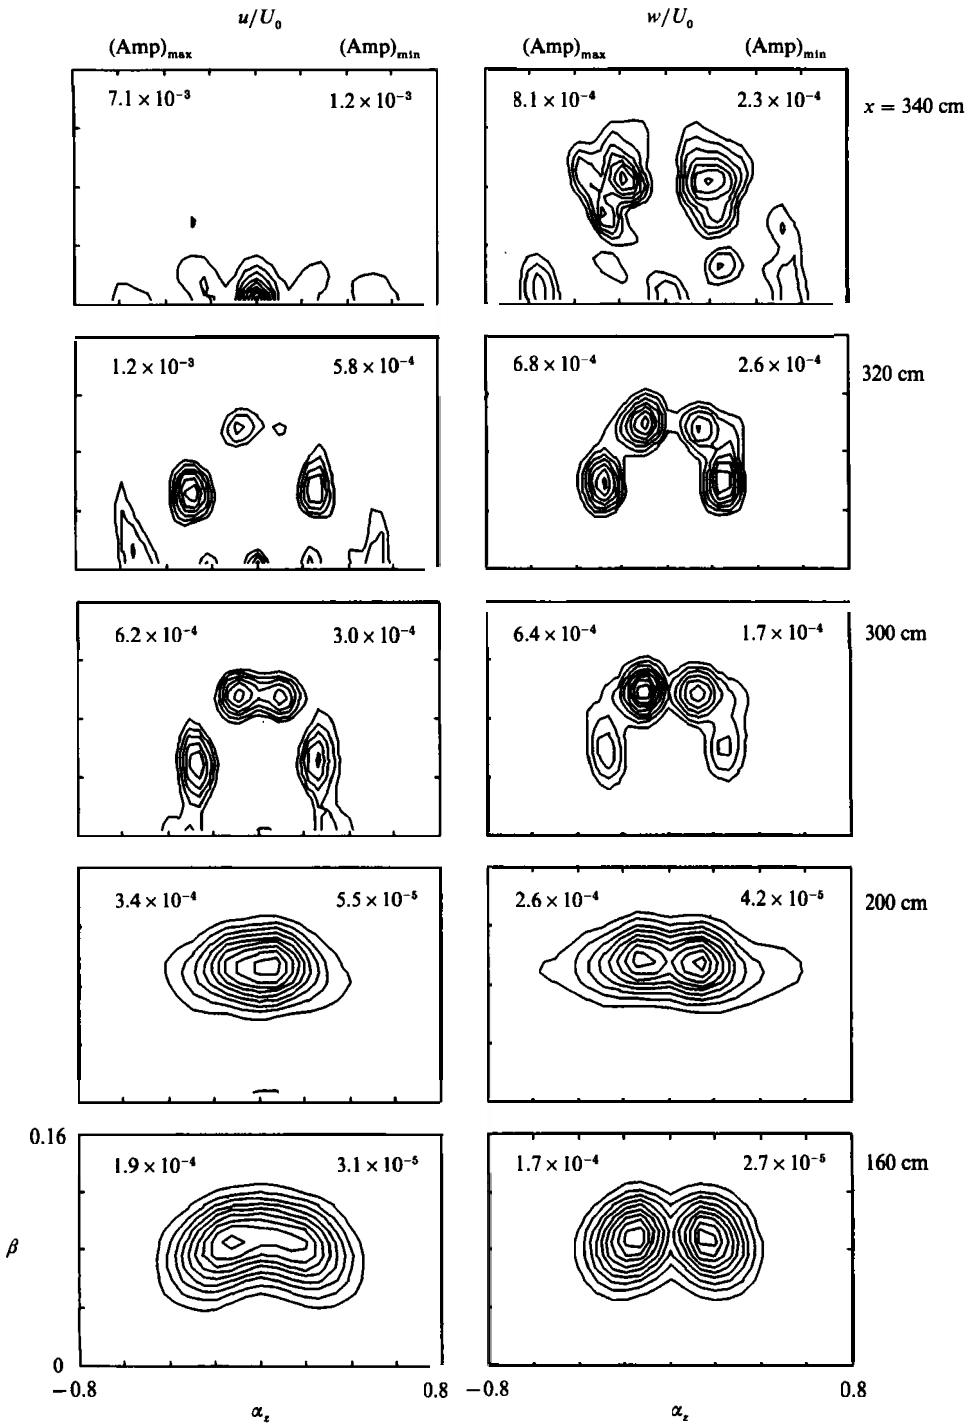 u/U₀ w/U₀
(Amp)ₘₐₓ (Amp)ₘᵢₙ (Amp)ₘₐₓ (Amp)ₘᵢₙ
7.1 × 10⁻³ 1.2 × 10⁻³ 8.1 × 10⁻⁴ 2.3 × 10⁻⁴ x = 340 cm
1.2 × 10⁻³ 5.8 × 10⁻⁴ 6.8 × 10⁻⁴ 2.6 × 10⁻⁴ 320 cm
6.2 × 10⁻⁴ 3.0 × 10⁻⁴ 6.4 × 10⁻⁴ 1.7 × 10⁻⁴ 300 cm
3.4 × 10⁻⁴ 5.5 × 10⁻⁵ 2.6 × 10⁻⁴ 4.2 × 10⁻⁵ 200 cm
0.16
1.9 × 10⁻⁴ 3.1 × 10⁻⁵ 1.7 × 10⁻⁴ 2.7 × 10⁻⁵ 160 cm
β
0
−0.8 0.8 −0.8 0.8
α_z α_z